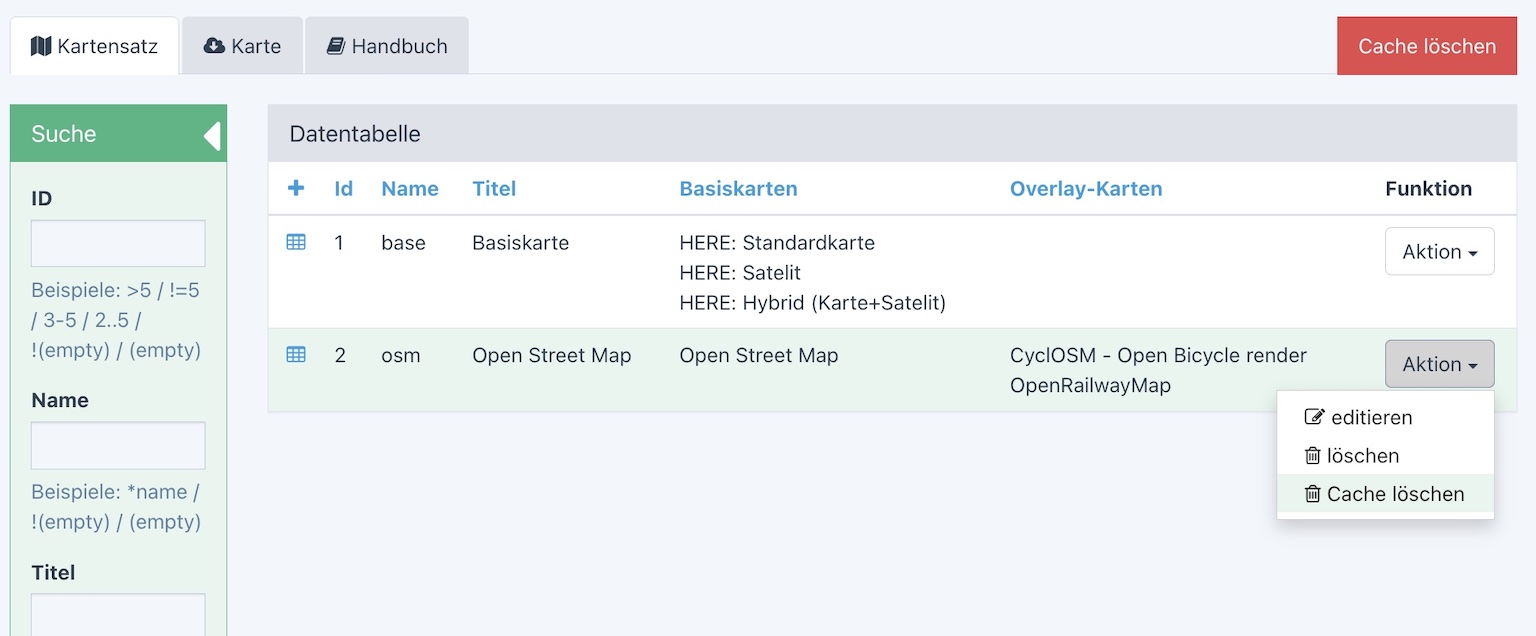 Kartensatz
Karte
Handbuch
Cache löschen
Suche
ID
Beispiele: >5 / !=5
/ 3-5 / 2..5 /
!(empty) / (empty)
Name
Beispiele: *name /
!(empty) / (empty)
Titel
Datentabelle
Id Name Titel Basiskarten Overlay-Karten Funktion
1 base Basiskarte HERE: Standardkarte Aktion
HERE: Satelit
HERE: Hybrid (Karte+Satelit)
2 osm Open Street Map Open Street Map CyclOSM - Open Bicycle render Aktion
OpenRailwayMap
editieren
löschen
Cache löschen